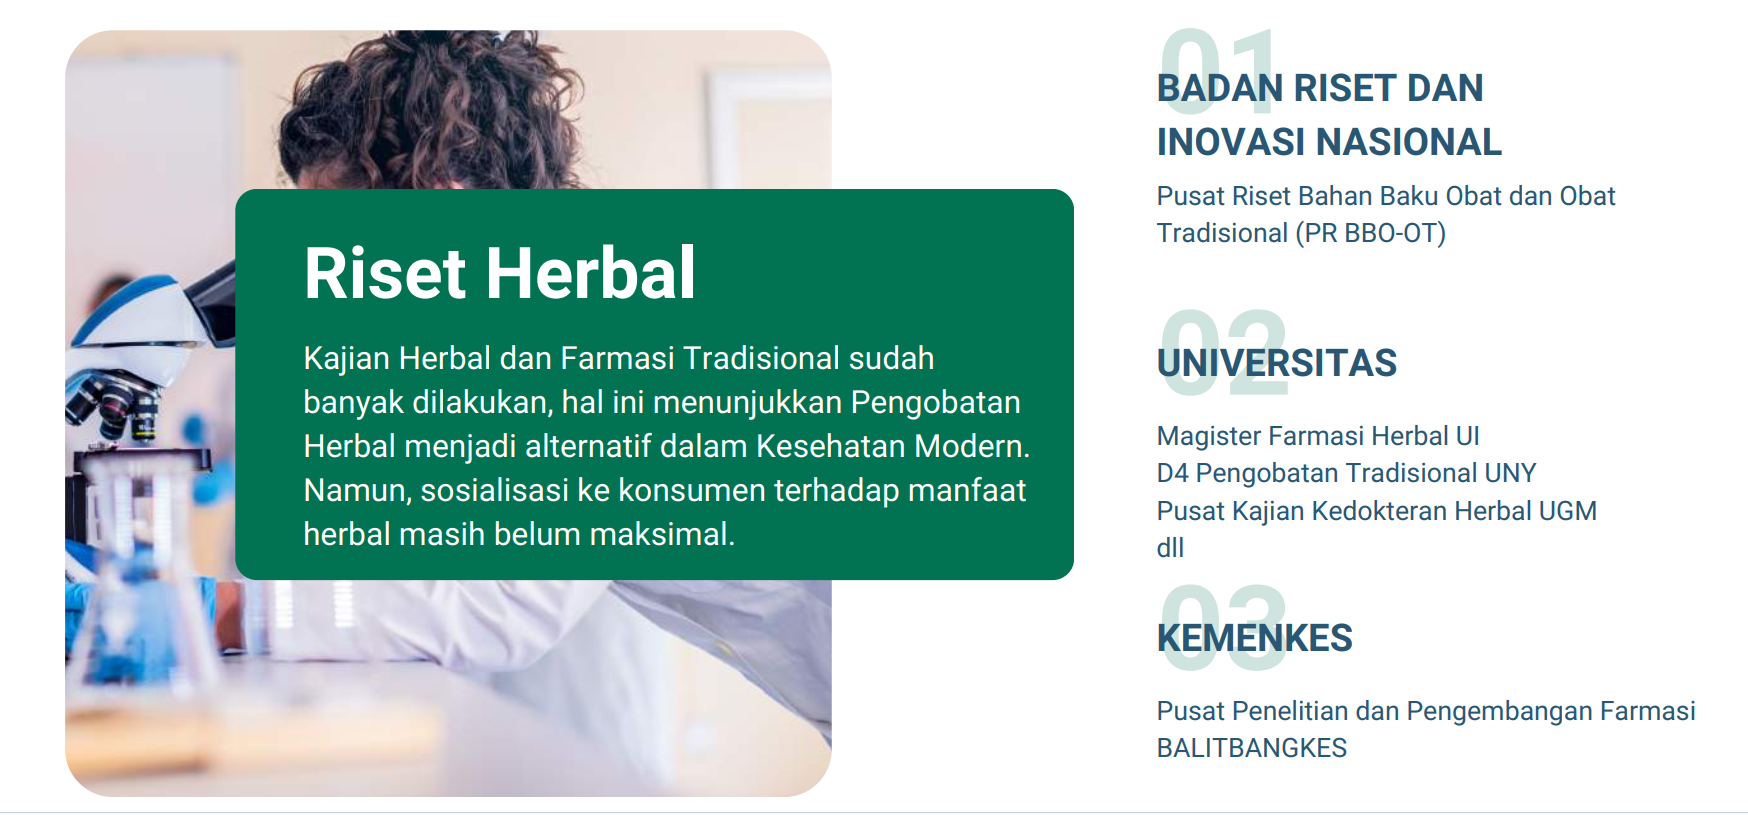 Riset Herbal
Kajian Herbal dan Farmasi Tradisional sudah
banyak dilakukan, hal ini menunjukkan Pengobatan
Herbal menjadi alternatif dalam Kesehatan Modern.
Namun, sosialisasi ke konsumen terhadap manfaat
herbal masih belum maksimal.
01
BADAN RISET DAN
INOVASI NASIONAL
Pusat Riset Bahan Baku Obat dan Obat
Tradisional (PR BBO-OT)
02
UNIVERSITAS
Magister Farmasi Herbal UI
D4 Pengobatan Tradisional UNY
Pusat Kajian Kedokteran Herbal UGM
dll
03
KEMENKES
Pusat Penelitian dan Pengembangan Farmasi
BALITBANGKES